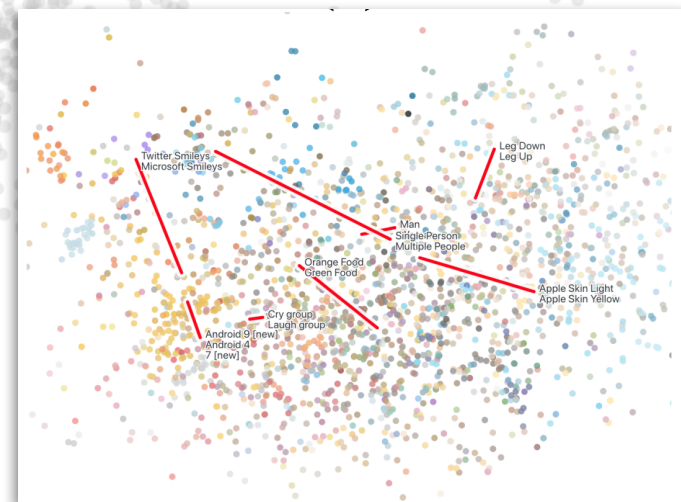 Twitter Smileys
Microsoft Smileys
Leg Down
Leg Up
Man
Single Person
Multiple People
Orange Food
Green Food
Apple Skin Light
Apple Skin Yellow
Cry group
Laugh group
Android 9 [new]
Android 4
7 [new]